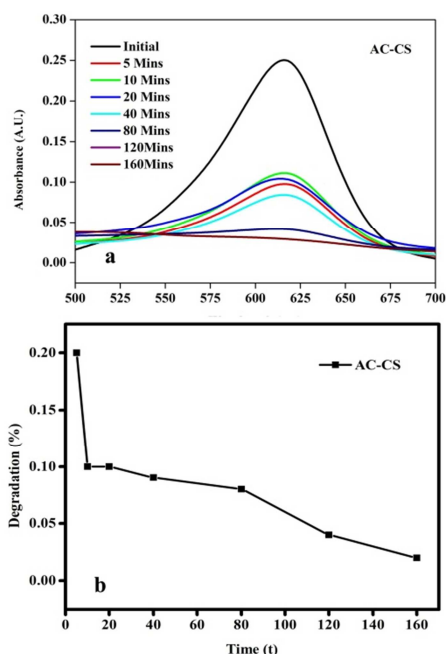 0.30
0.25
0.20
0.15
0.10
0.05
0.00
Absorbance (A.U.)
Initial
5 Mins
10 Mins
20 Mins
40 Mins
80 Mins
120Mins
160Mins
AC-CS
a
500 525 550 575 600 625 650 675 700
0.20
0.15
0.10
0.05
0.00
Degradation (%)
AC-CS
b
0 20 40 60 80 100 120 140 160
Time (t)